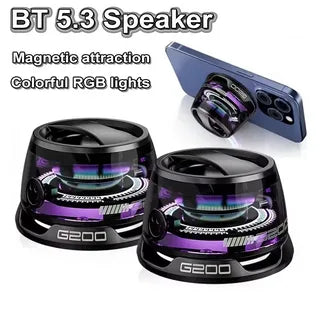 BT 5.3 Speaker
Magnetic attraction
Colorful RGB lights
G200
G200